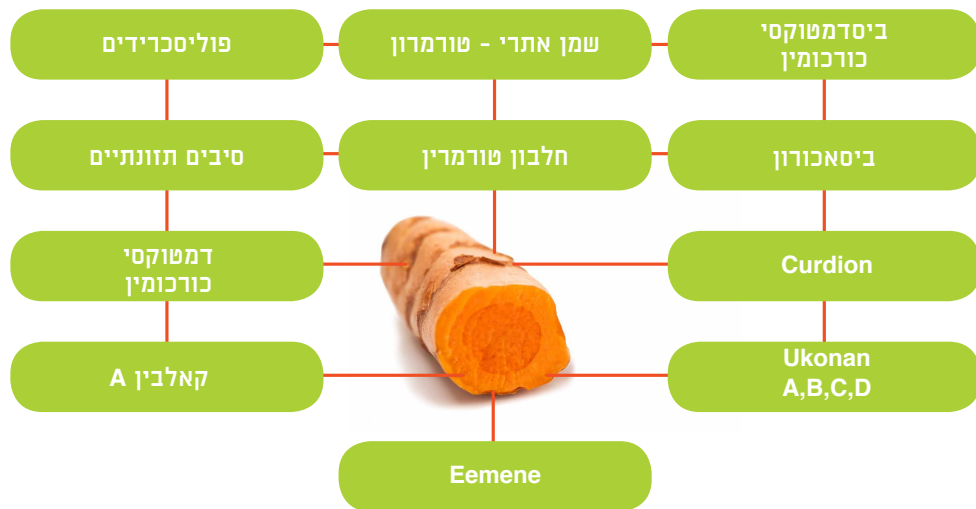 ביסדמטוקסי
כורכומין
שמן אתרי - טורמרון
פוליסכרידים
ביסאכורון
חלבון טורמרין
סיבים תזונתיים
Curdion
דמטוקסי
כורכומין
Ukonan
A,B,C,D
קאלבין A
Eemene